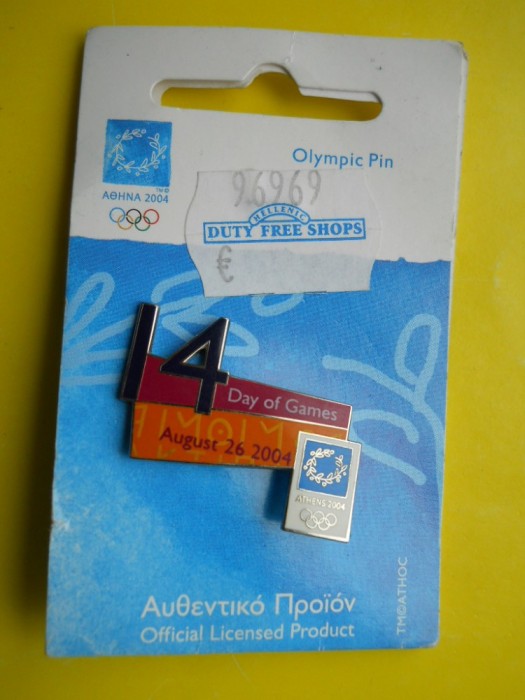 Olympic Pin
TM©
ΑΘΗΝΑ 2004
96969
HELLENIC
DUTY FREE SHOPS
€
14
Day of Games
August 26 2004
ATHENS 2004
Αυθεντικό Προϊόν
Official Licensed Product
TM©ATHOC